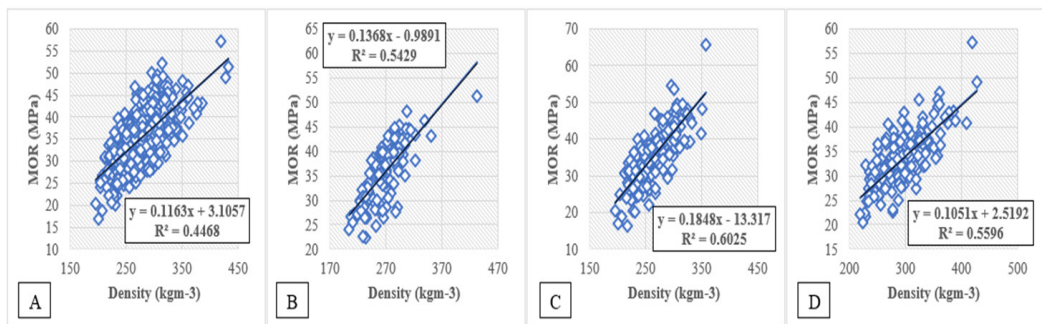 60
55
50
45
40
35
30
25
20
15
10
150
250
350
450
MOR (MPa)
Density (kgm-3)
y = 0.1163x + 3.1057
R² = 0.4468
A
65
60
55
50
45
40
35
30
25
20
170
270
370
470
MOR (MPa)
Density (kgm-3)
y = 0.1368x - 0.9891
R² = 0.5429
B
70
60
50
40
30
20
10
150
250
350
450
MOR (MPa)
Density (kgm-3)
y = 0.1848x - 13.317
R² = 0.6025
C
60
55
50
45
40
35
30
25
20
15
10
200
300
400
500
MOR (MPa)
Density (kgm-3)
y = 0.1051x + 2.5192
R² = 0.5596
D